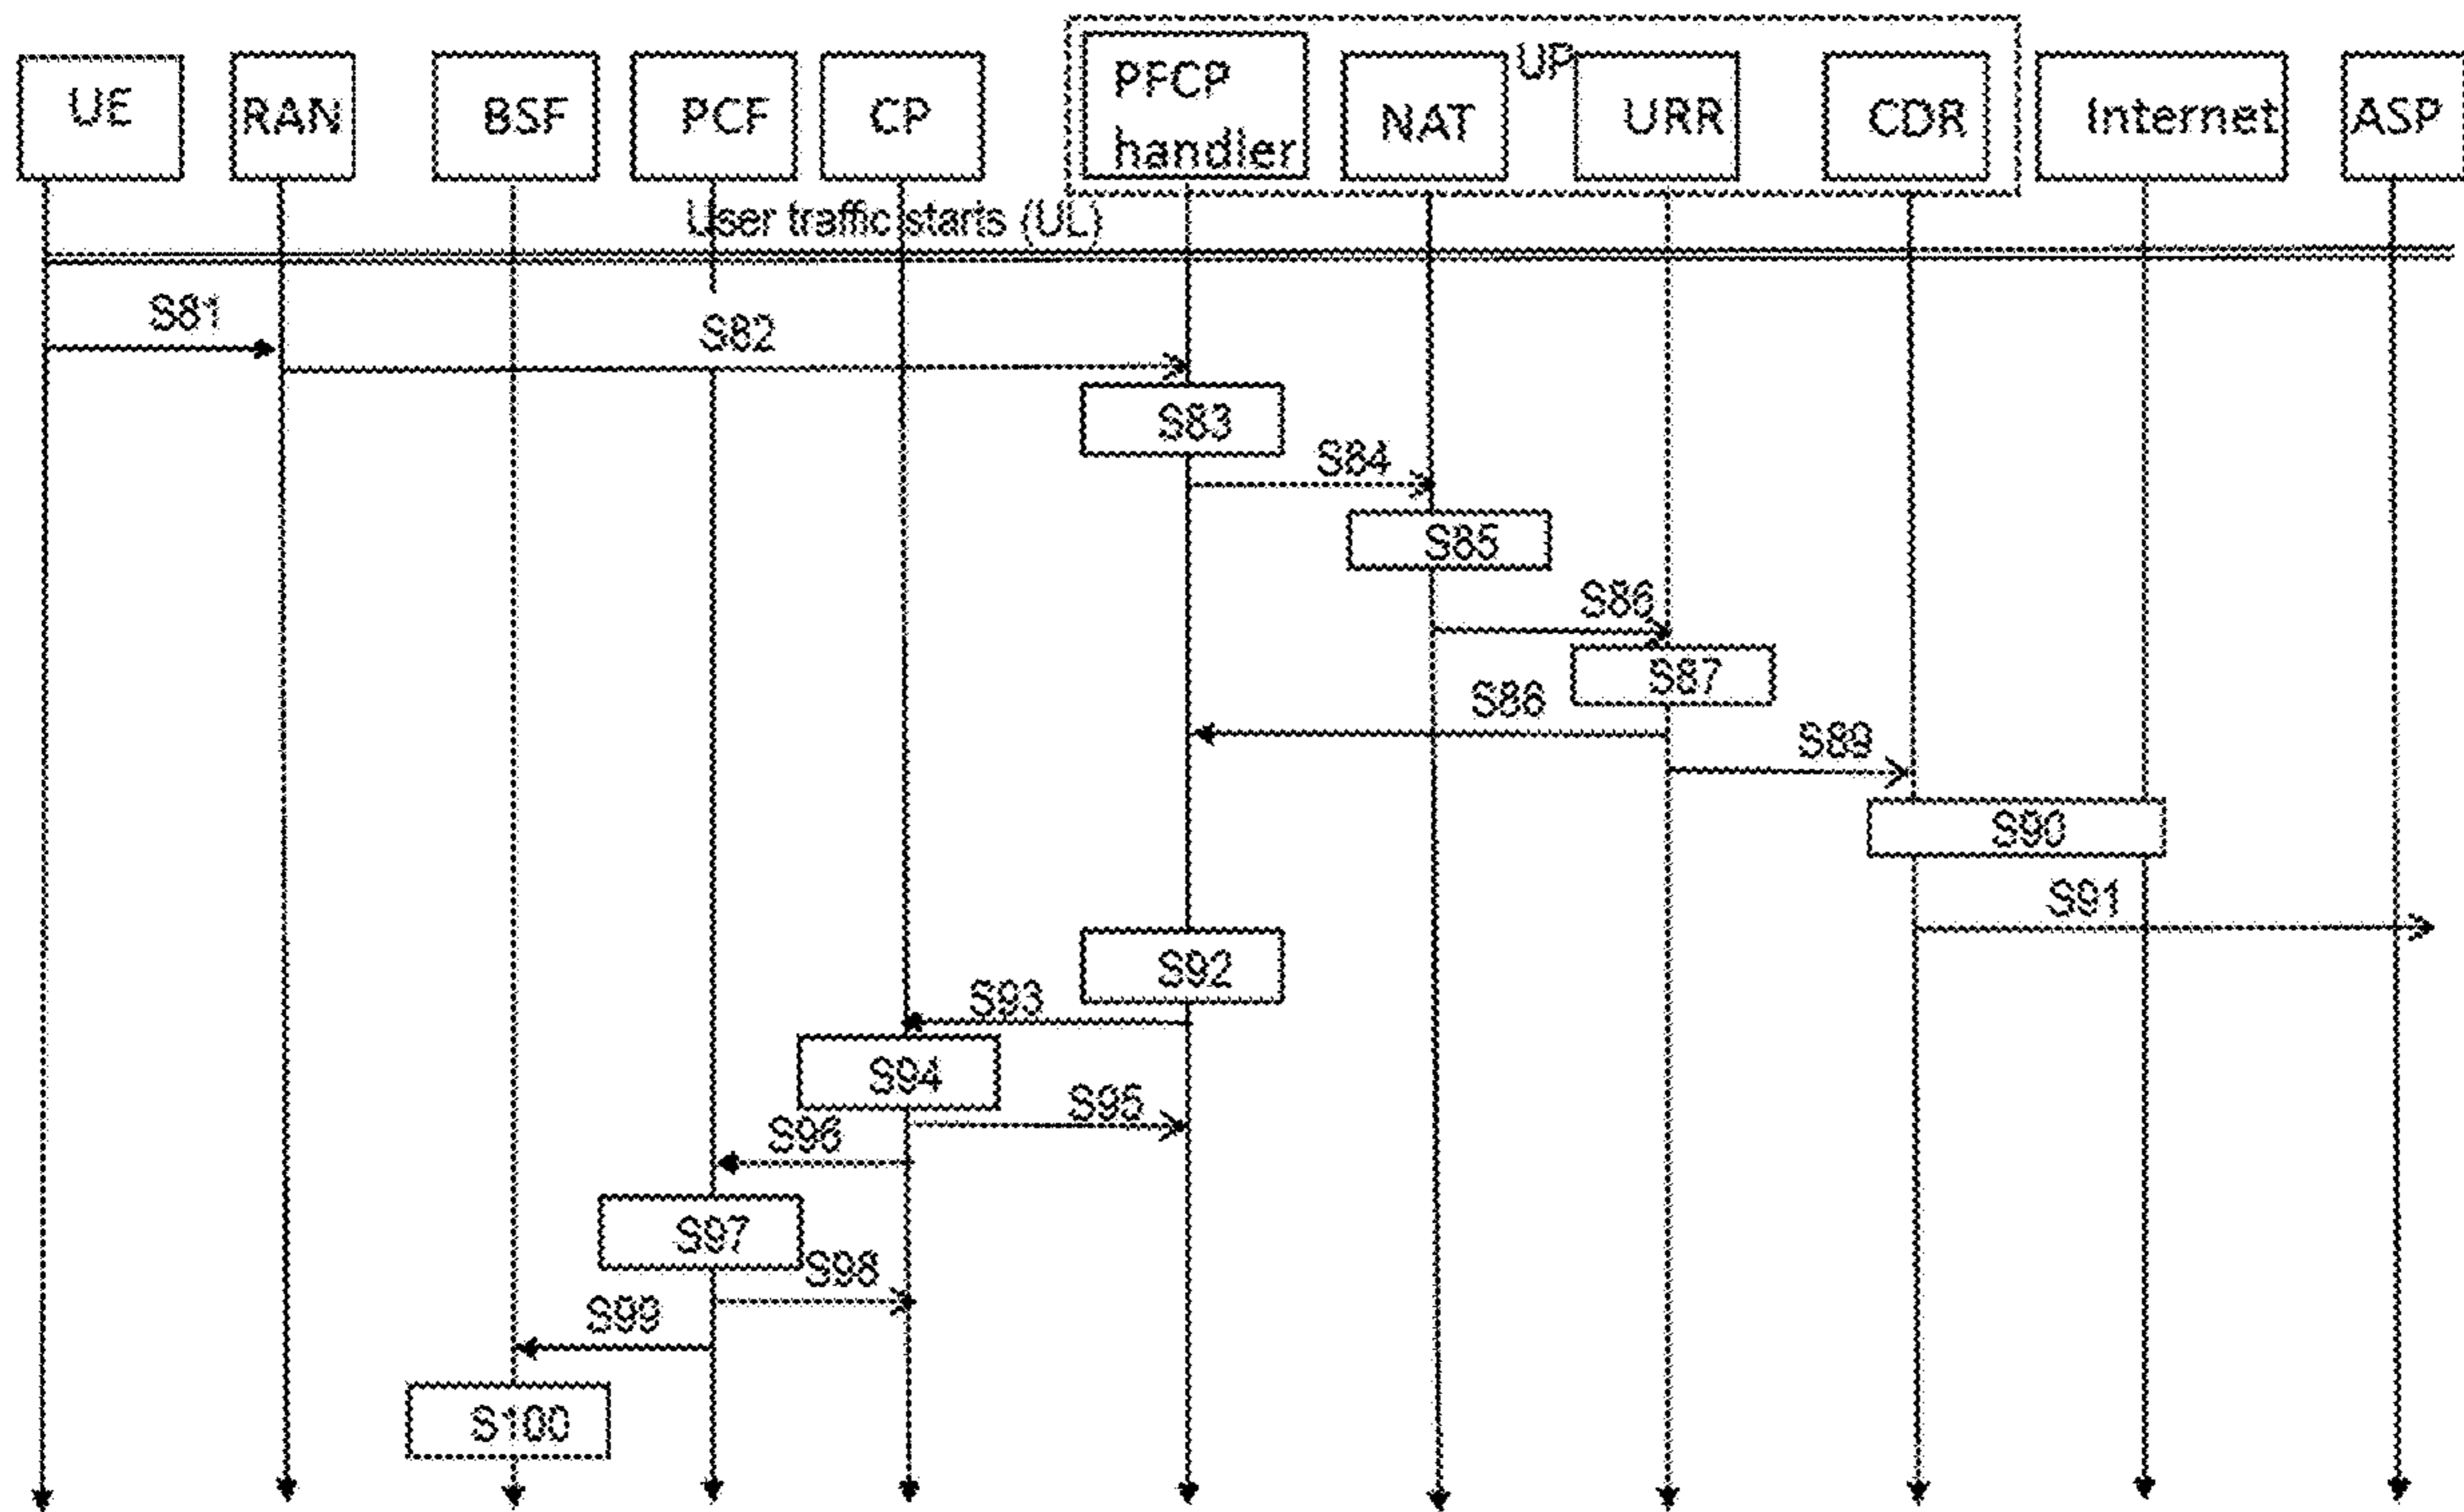 UE
RAN
BSF
PCF
CP
PFCP
handler
NAT
UP
URR
CDR
Internet
ASP
User traffic starts (UL)
S81
S82
S83
S84
S85
S86
S87
S86
S89
S90
S91
S92
S93
S94
S95
S96
S97
S98
S99
S100